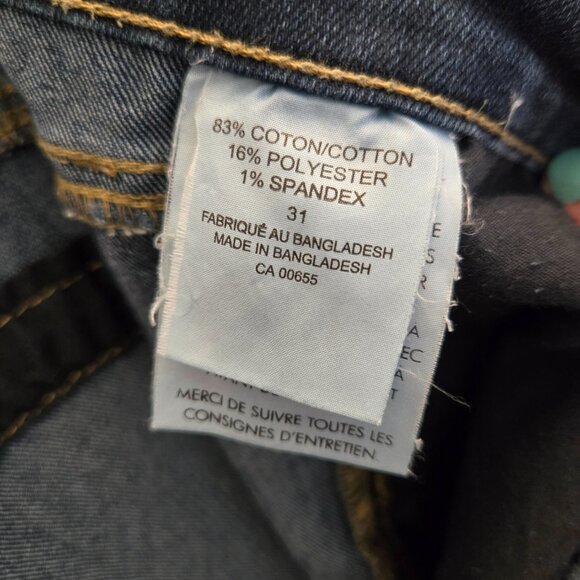 83% COTON/COTTON
16% POLYESTER
1% SPANDEX
31
FABRIQUÉ AU BANGLADESH
MADE IN BANGLADESH
CA 00655
MERCI DE SUIVRE TOUTES LES
CONSIGNES D'ENTRETIEN.